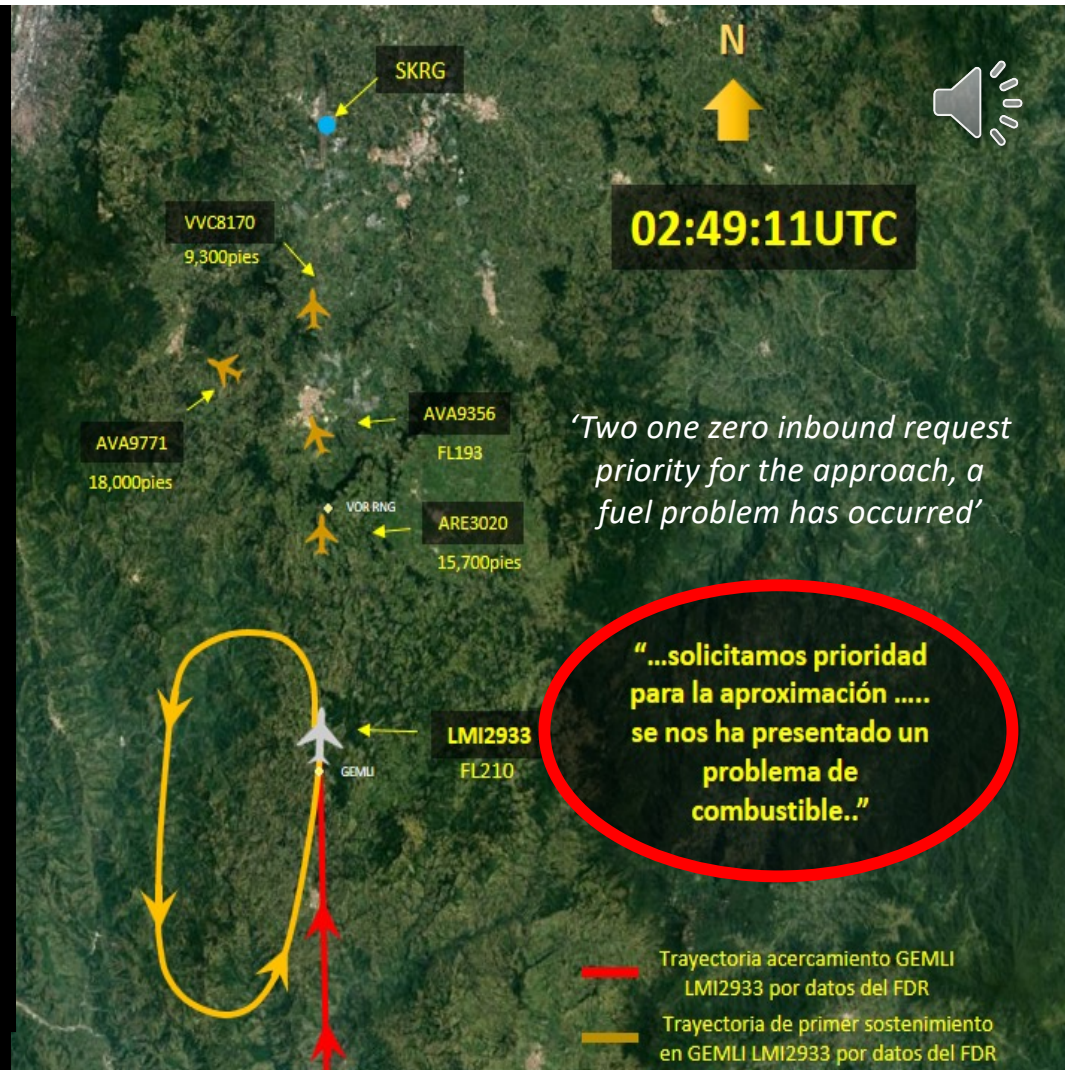 N
SKRG
02:49:11UTC
VVC8170
9,300pies
AVA9771
18,000pies
AVA9356
FL193
VOR RNG
ARE3020
15,700pies
‘Two one zero inbound request
priority for the approach, a
fuel problem has occurred’
LMI2933
FL210
GEMLI
“...solicitamos prioridad
para la aproximación .....
se nos ha presentado un
problema de
combustible..”
Trayectoria acercamiento GEMLI
LMI2933 por datos del FDR
Trayectoria de primer sostenimiento
en GEMLI LMI2933 por datos del FDR